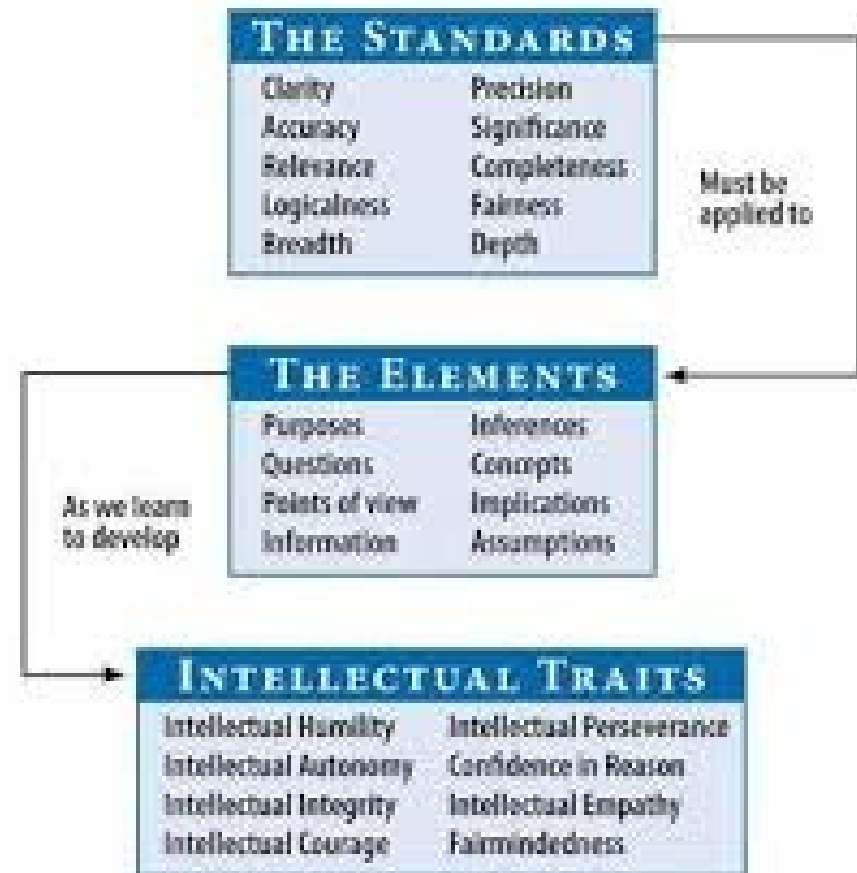 THE STANDARDS
Clarity Precision
Accuracy Significance
Relevance Completeness
Logicalness Fairness
Breadth Depth
Must be
applied to
THE ELEMENTS
Purposes Inferences
Questions Concepts
Points of view Implications
Information Assumptions
As we learn
to develop
INTELLECTUAL TRAITS
Intellectual Humility Intellectual Perseverance
Intellectual Autonomy Confidence in Reason
Intellectual Integrity Intellectual Empathy
Intellectual Courage Fairmindedness